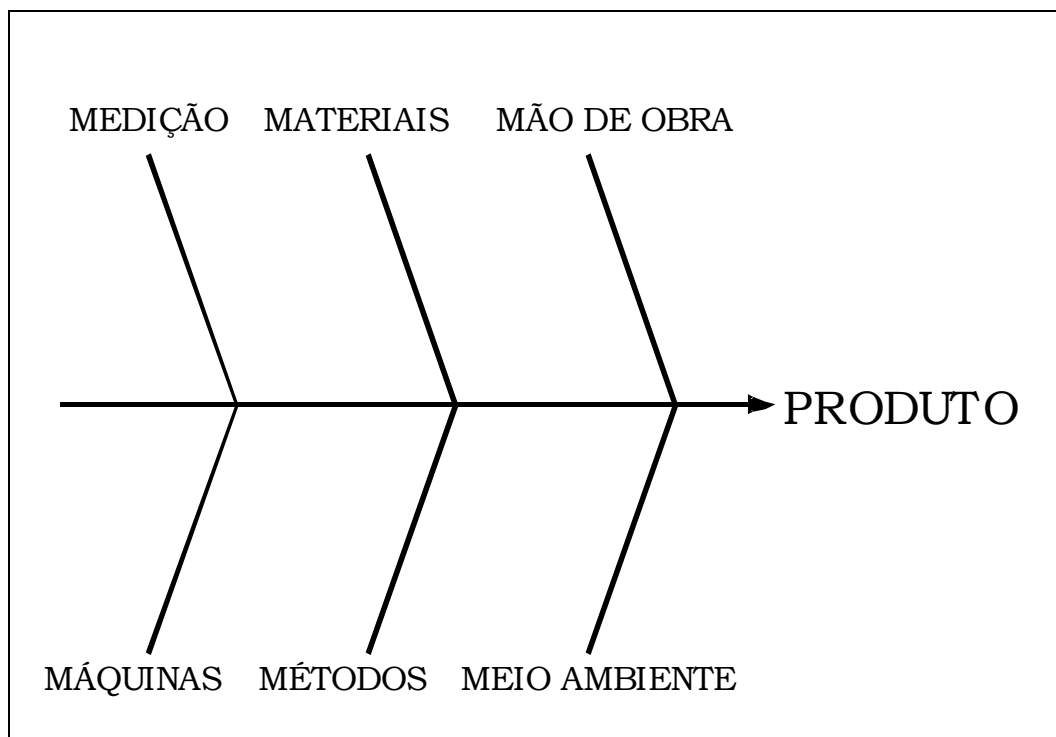 MEDIÇÃO MATERIAIS MÃO DE OBRA
PRODUTO
MÁQUINAS MÉTODOS MEIO AMBIENTE